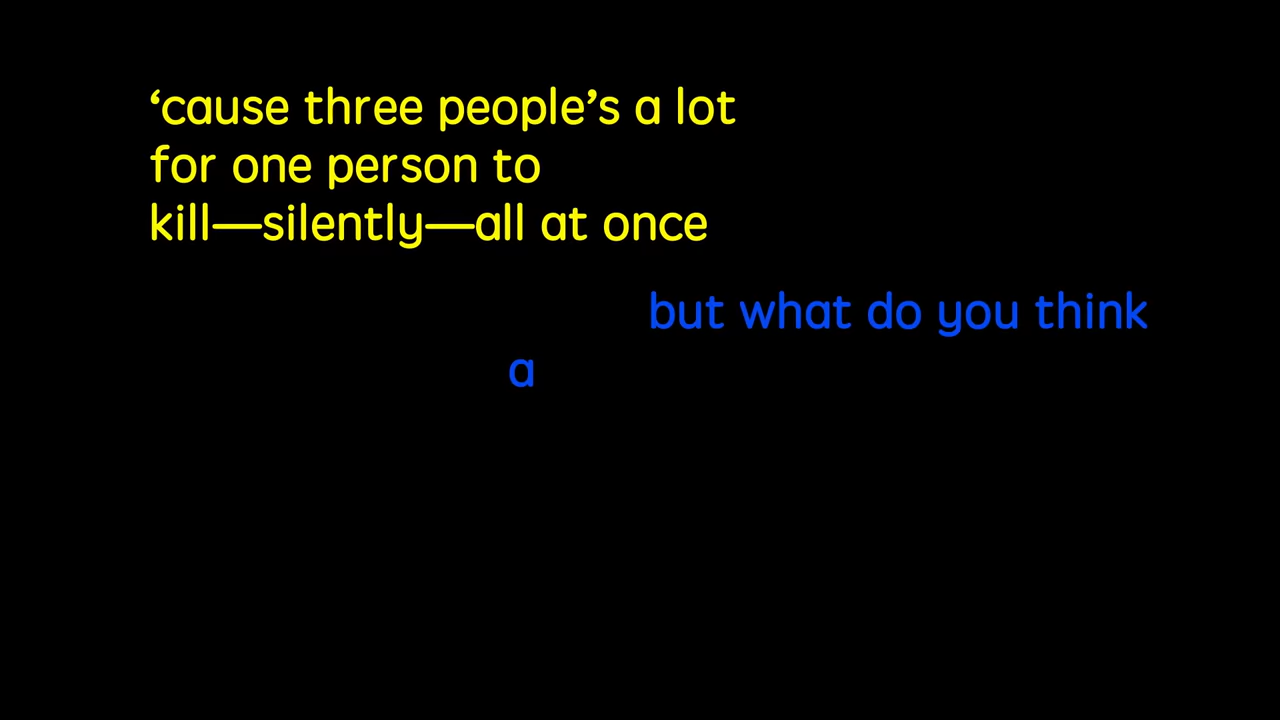 ‘cause three people’s a lot
for one person to
kill—silently—all at once
but what do you think
a